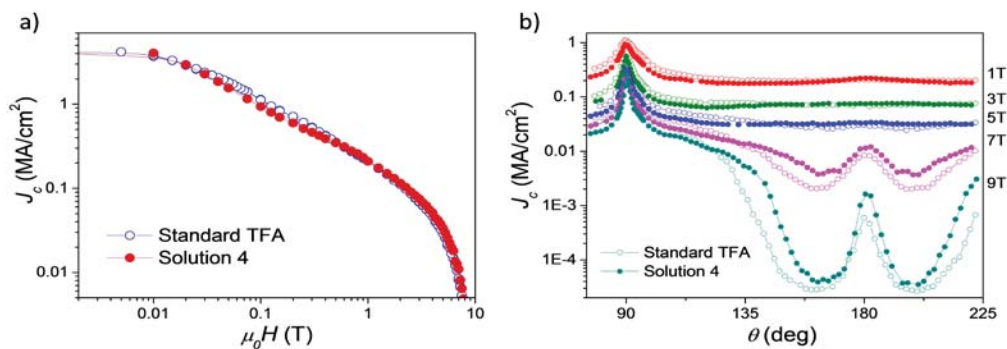 a)
J_c (MA/cm²)
1
0.1
0.01
0.01
0.1
1
10
μ₀H (T)
Standard TFA
Solution 4
b)
J_c (MA/cm²)
1
0.1
0.01
1E-3
1E-4
90
135
180
225
θ (deg)
1T
3T
5T
7T
9T
Standard TFA
Solution 4